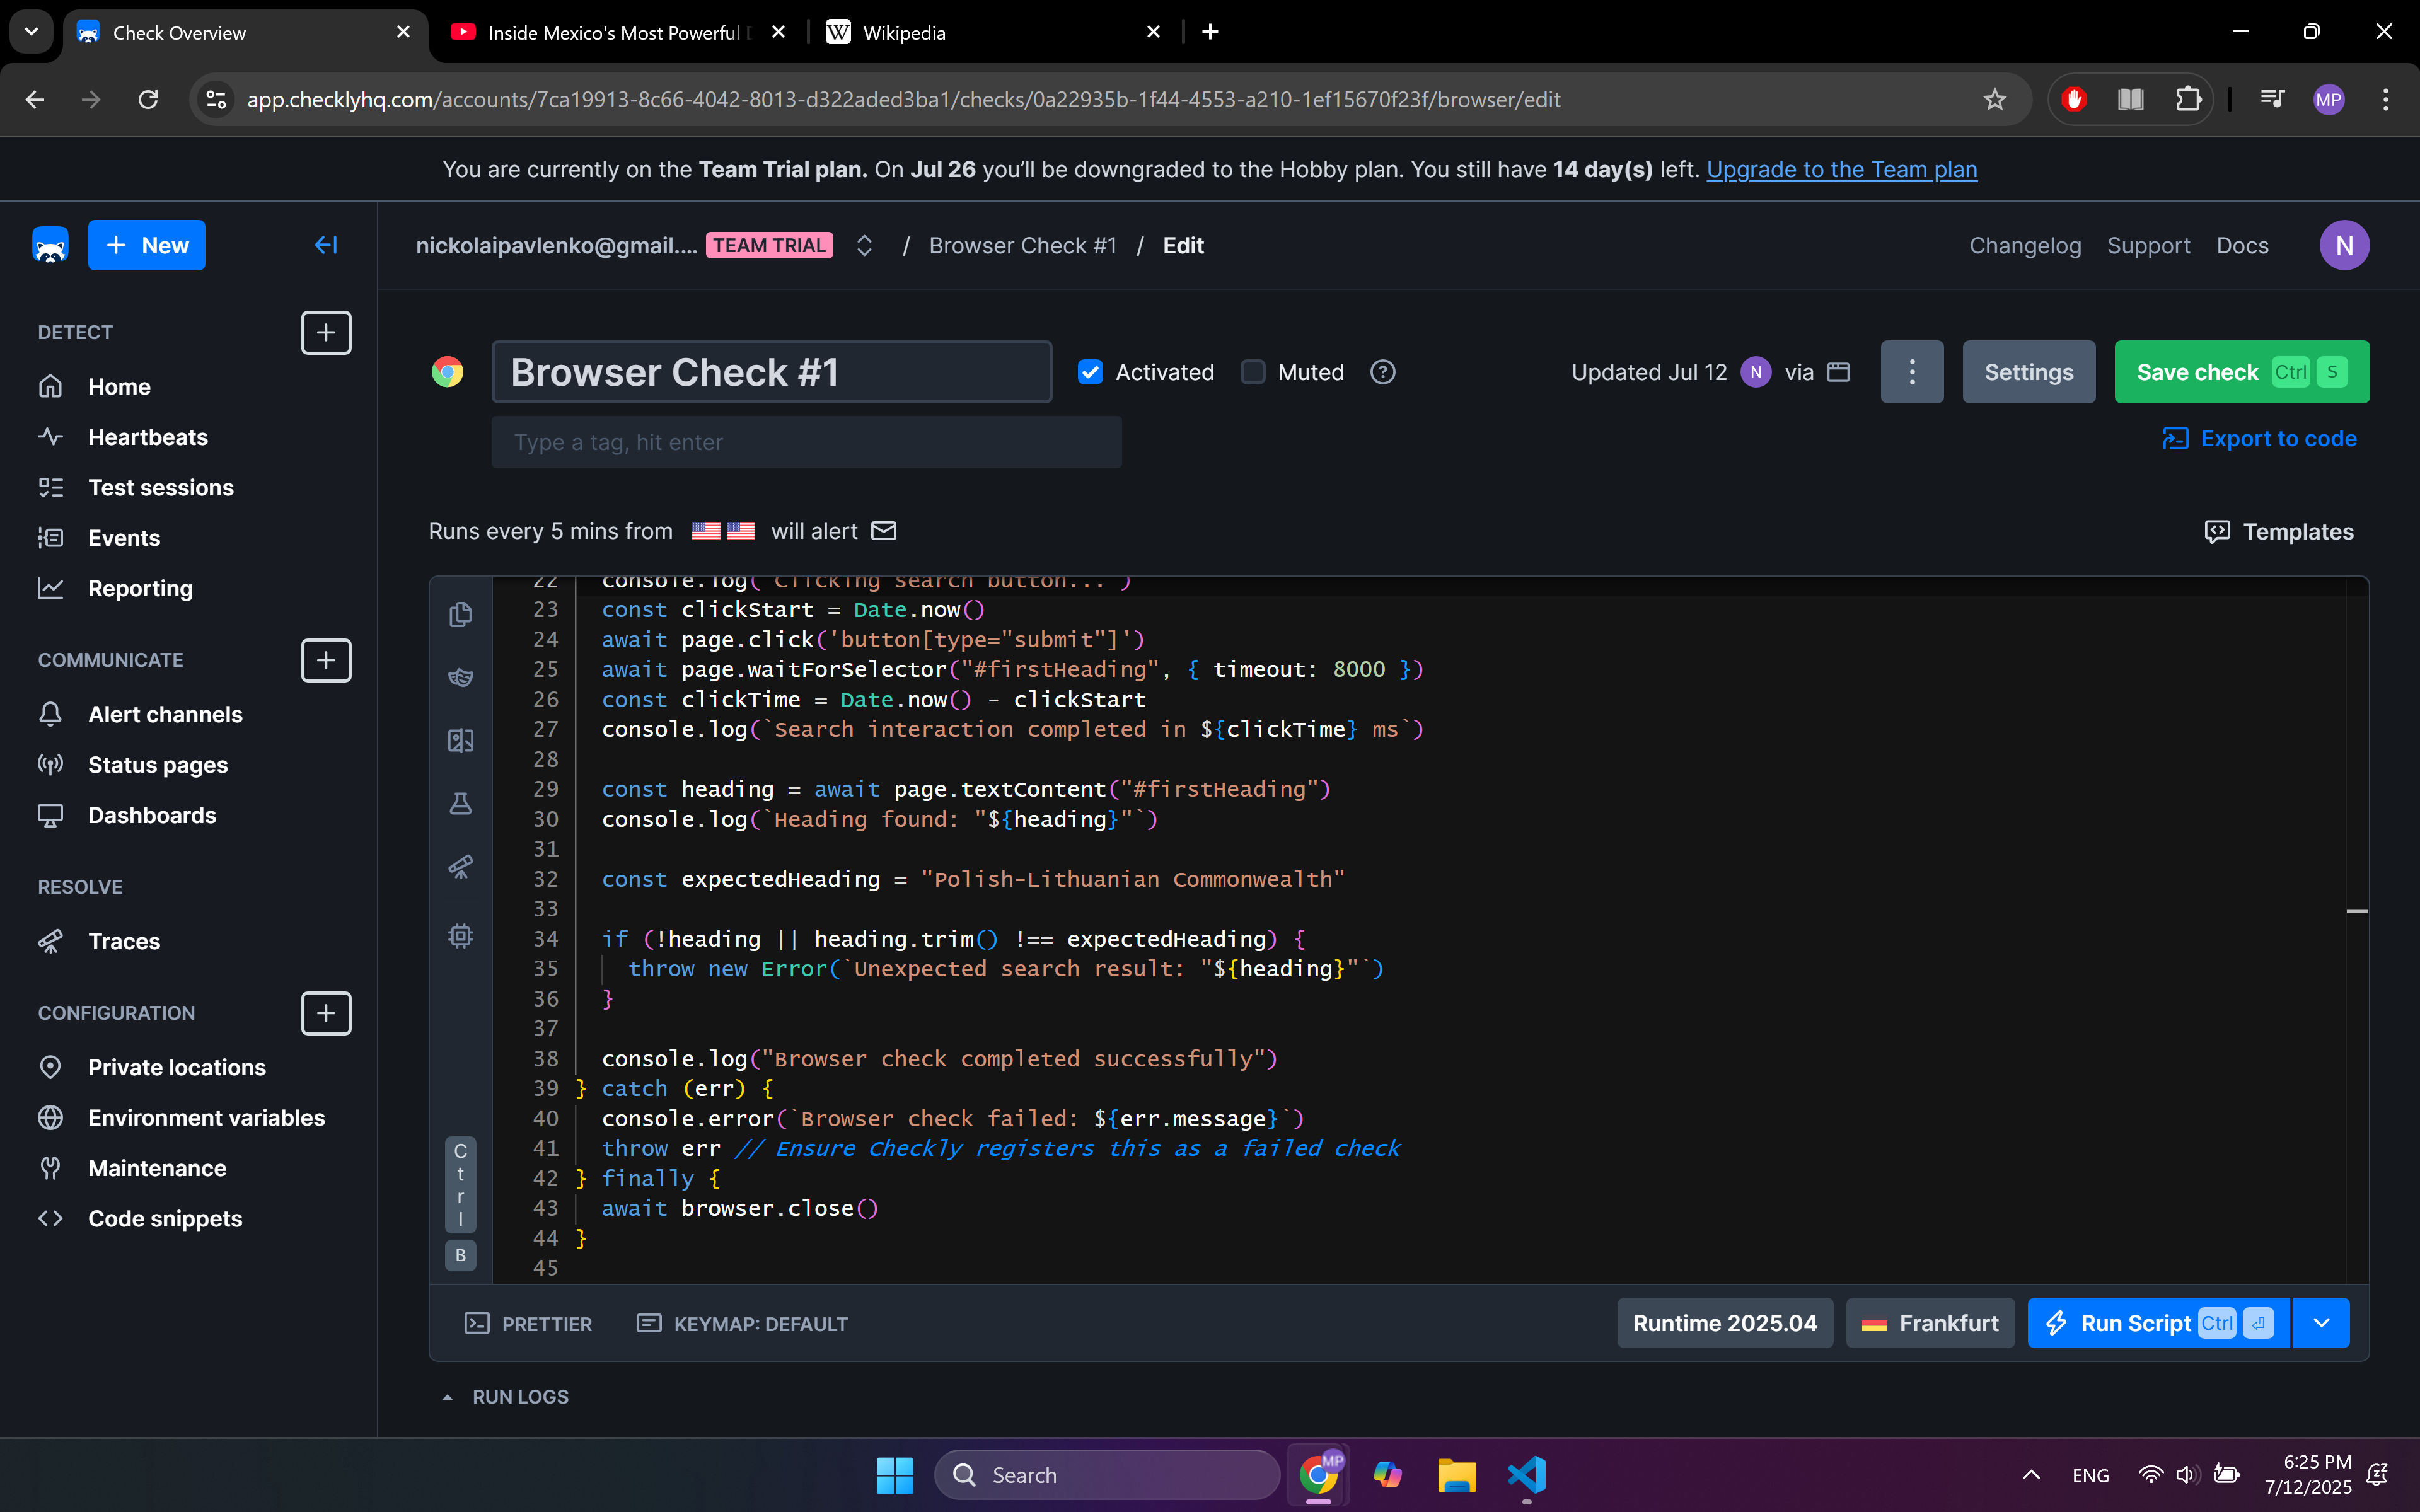 Check Overview
Inside Mexico's Most Powerful
Wikipedia
app.checklyhq.com/accounts/7ca19913-8c66-4042-8013-d322aded3ba1/checks/0a22935b-1f44-4553-a210-1ef15670f23f/browser/edit
MP
You are currently on the Team Trial plan. On Jul 26 you'll be downgraded to the Hobby plan. You still have 14 day(s) left. Upgrade to the Team plan
+ New
nickolaipavlenko@gmail.... TEAM TRIAL / Browser Check #1 / Edit
Changelog Support Docs N
DETECT
Home
Heartbeats
Test sessions
Events
Reporting
COMMUNICATE
Alert channels
Status pages
Dashboards
RESOLVE
Traces
CONFIGURATION
Private locations
Environment variables
Maintenance
Code snippets
Browser Check #1
Activated
Muted
Updated Jul 12 N via
Settings
Save check Ctrl S
Type a tag, hit enter
Export to code
Runs every 5 mins from will alert
Templates
22 console.log("Clicking search button...")
23 const clickStart = Date.now()
24 await page.click('button[type="submit"]')
25 await page.waitForSelector("#firstHeading", { timeout: 8000 })
26 const clickTime = Date.now() - clickStart
27 console.log(`Search interaction completed in ${clickTime} ms`)
28
29 const heading = await page.textContent("#firstHeading")
30 console.log(`Heading found: "${heading}"`)
31
32 const expectedHeading = "Polish-Lithuanian Commonwealth"
33
34 if (!heading || heading.trim() !== expectedHeading) {
35 throw new Error(`Unexpected search result: "${heading}"`)
36 }
37
38 console.log("Browser check completed successfully")
39 } catch (err) {
40 console.error(`Browser check failed: ${err.message}`)
41 throw err // Ensure Checkly registers this as a failed check
42 } finally {
43 await browser.close()
44 }
45
Ctrl
B
PRETTIER
KEYMAP: DEFAULT
Runtime 2025.04
Frankfurt
Run Script Ctrl
RUN LOGS
Search
MP
ENG
6:25 PM
7/12/2025